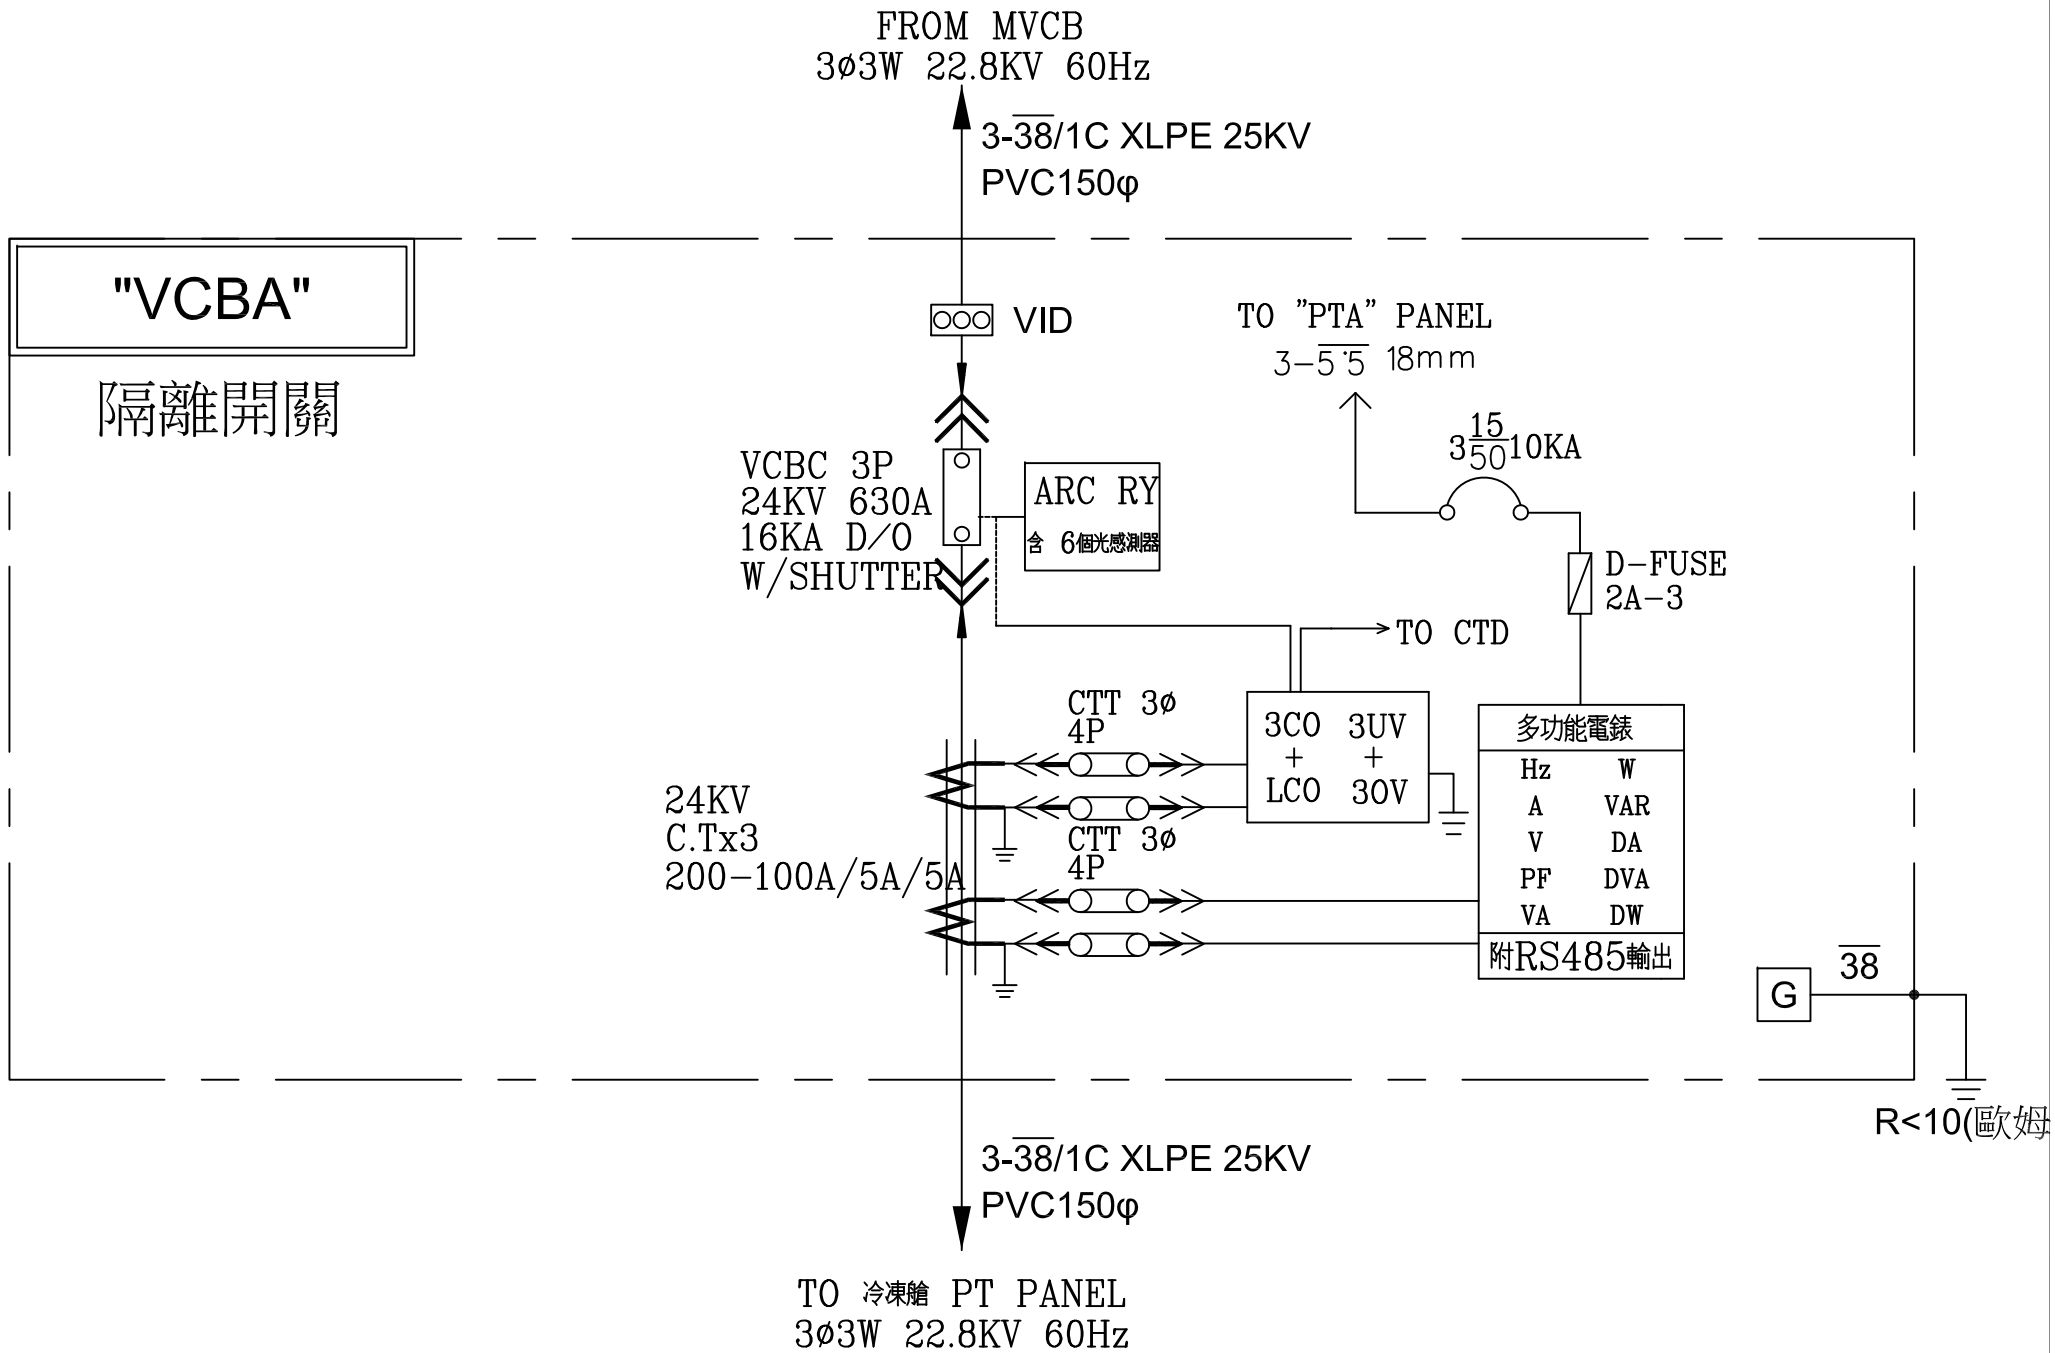 FROM MVCB
3ø3W 22.8KV 60Hz
3-38/1C XLPE 25KV
PVC150φ
"VCBA"
隔離開關
VID
TO "PTA" PANEL
3-5.5 18mm
3 15/50 10KA
VCBC 3P
24KV 630A
16KA D/O
W/SHUTTER
ARC RY
含 6個光感測器
D-FUSE
2A-3
TO CTD
CTT 3ø
4P
3CO 3UV
+ +
LCO 3OV
24KV
C.Tx3
200-100A/5A/5A
CTT 3ø
4P
多功能電錶
Hz W
A VAR
V DA
PF DVA
VA DW
附RS485輸出
G
38
R<10(歐姆
3-38/1C XLPE 25KV
PVC150φ
TO 冷凍艙 PT PANEL
3ø3W 22.8KV 60Hz